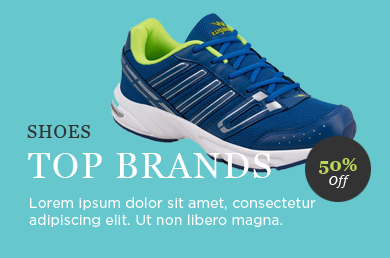 SHOES
TOP BRANDS
50%
Off
Lorem ipsum dolor sit amet, consectetur
adipiscing elit. Ut non libero magna.